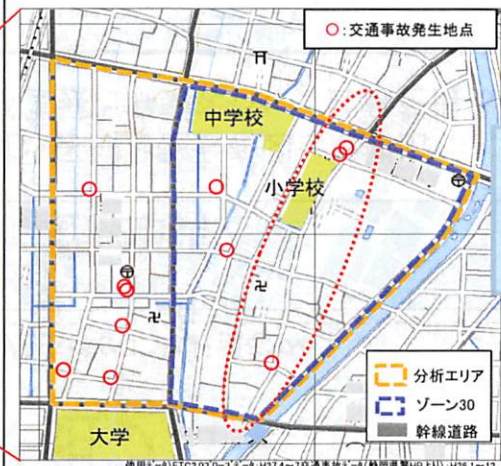 ○:交通事故発生地点
中学校
小学校
大学
分析エリア
ゾーン30
幹線道路